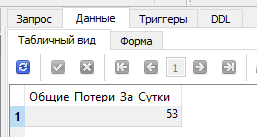 Запрос Данные Триггеры DDL
Табличный вид Форма
1
Общие Потери За Сутки
1 53